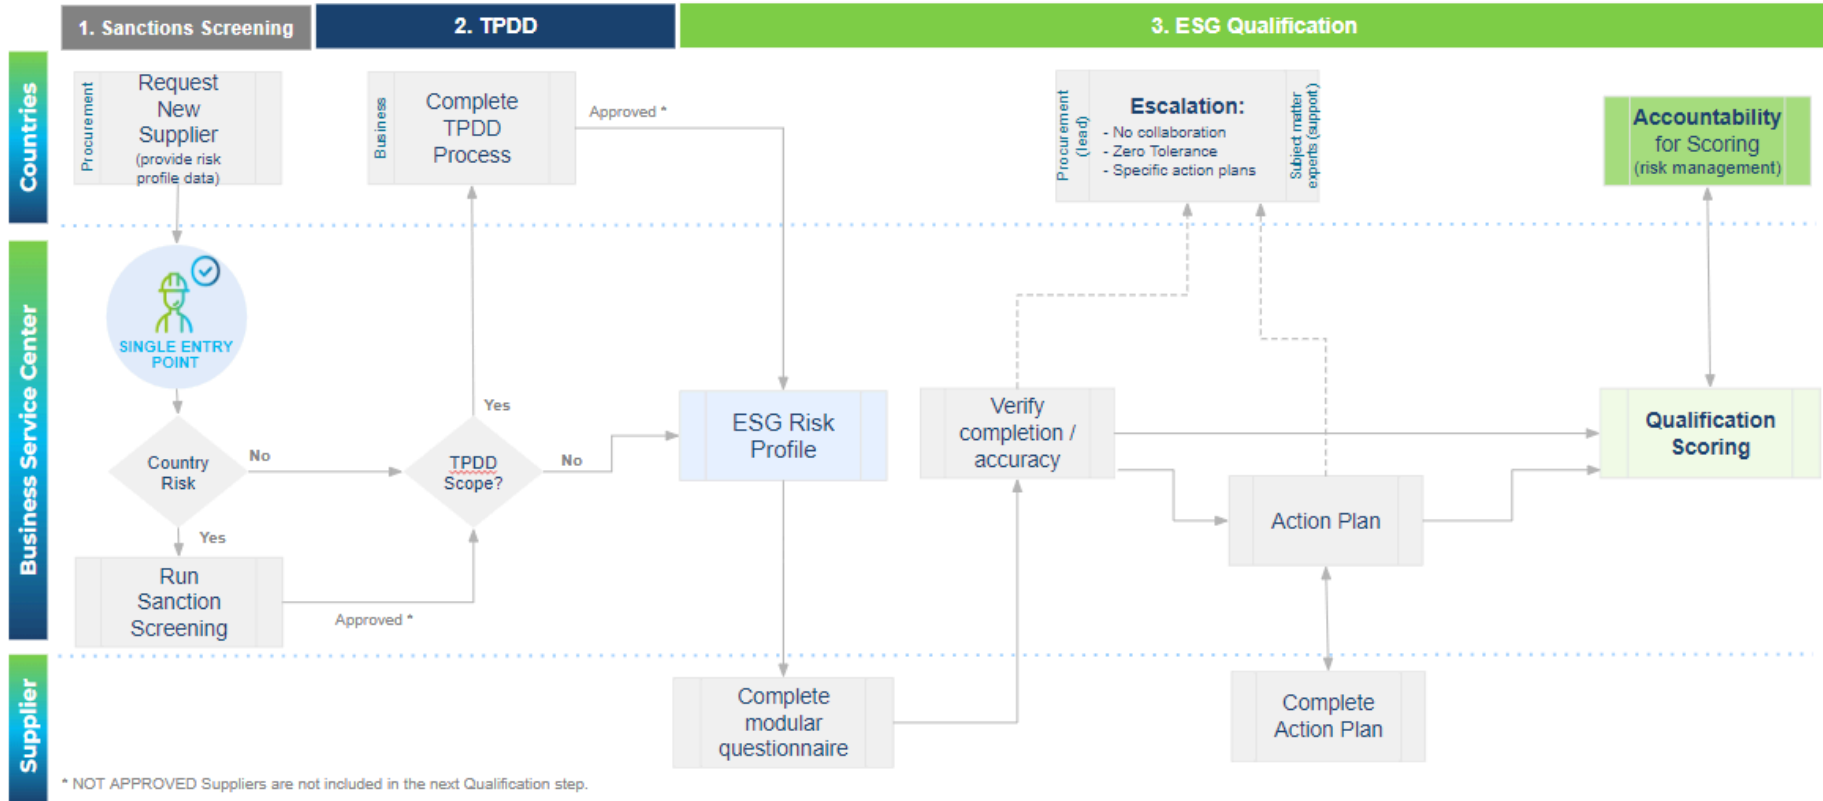 1. Sanctions Screening
2. TPDD
3. ESG Qualification
Countries
Procurement
Request
New
Supplier
(provide risk
profile data)
Business
Complete
TPDD
Process
Approved *
Procurement
(lead)
Escalation:
- No collaboration
- Zero Tolerance
- Specific action plans
Subject matter
experts (support)
Accountability
for Scoring
(risk management)
Business Service Center
SINGLE ENTRY
POINT
Country
Risk
No
Yes
Run
Sanction
Screening
Approved *
TPDD
Scope?
Yes
No
ESG Risk
Profile
Verify
completion /
accuracy
Action Plan
Qualification
Scoring
Supplier
Complete
modular
questionnaire
Complete
Action Plan
* NOT APPROVED Suppliers are not included in the next Qualification step.